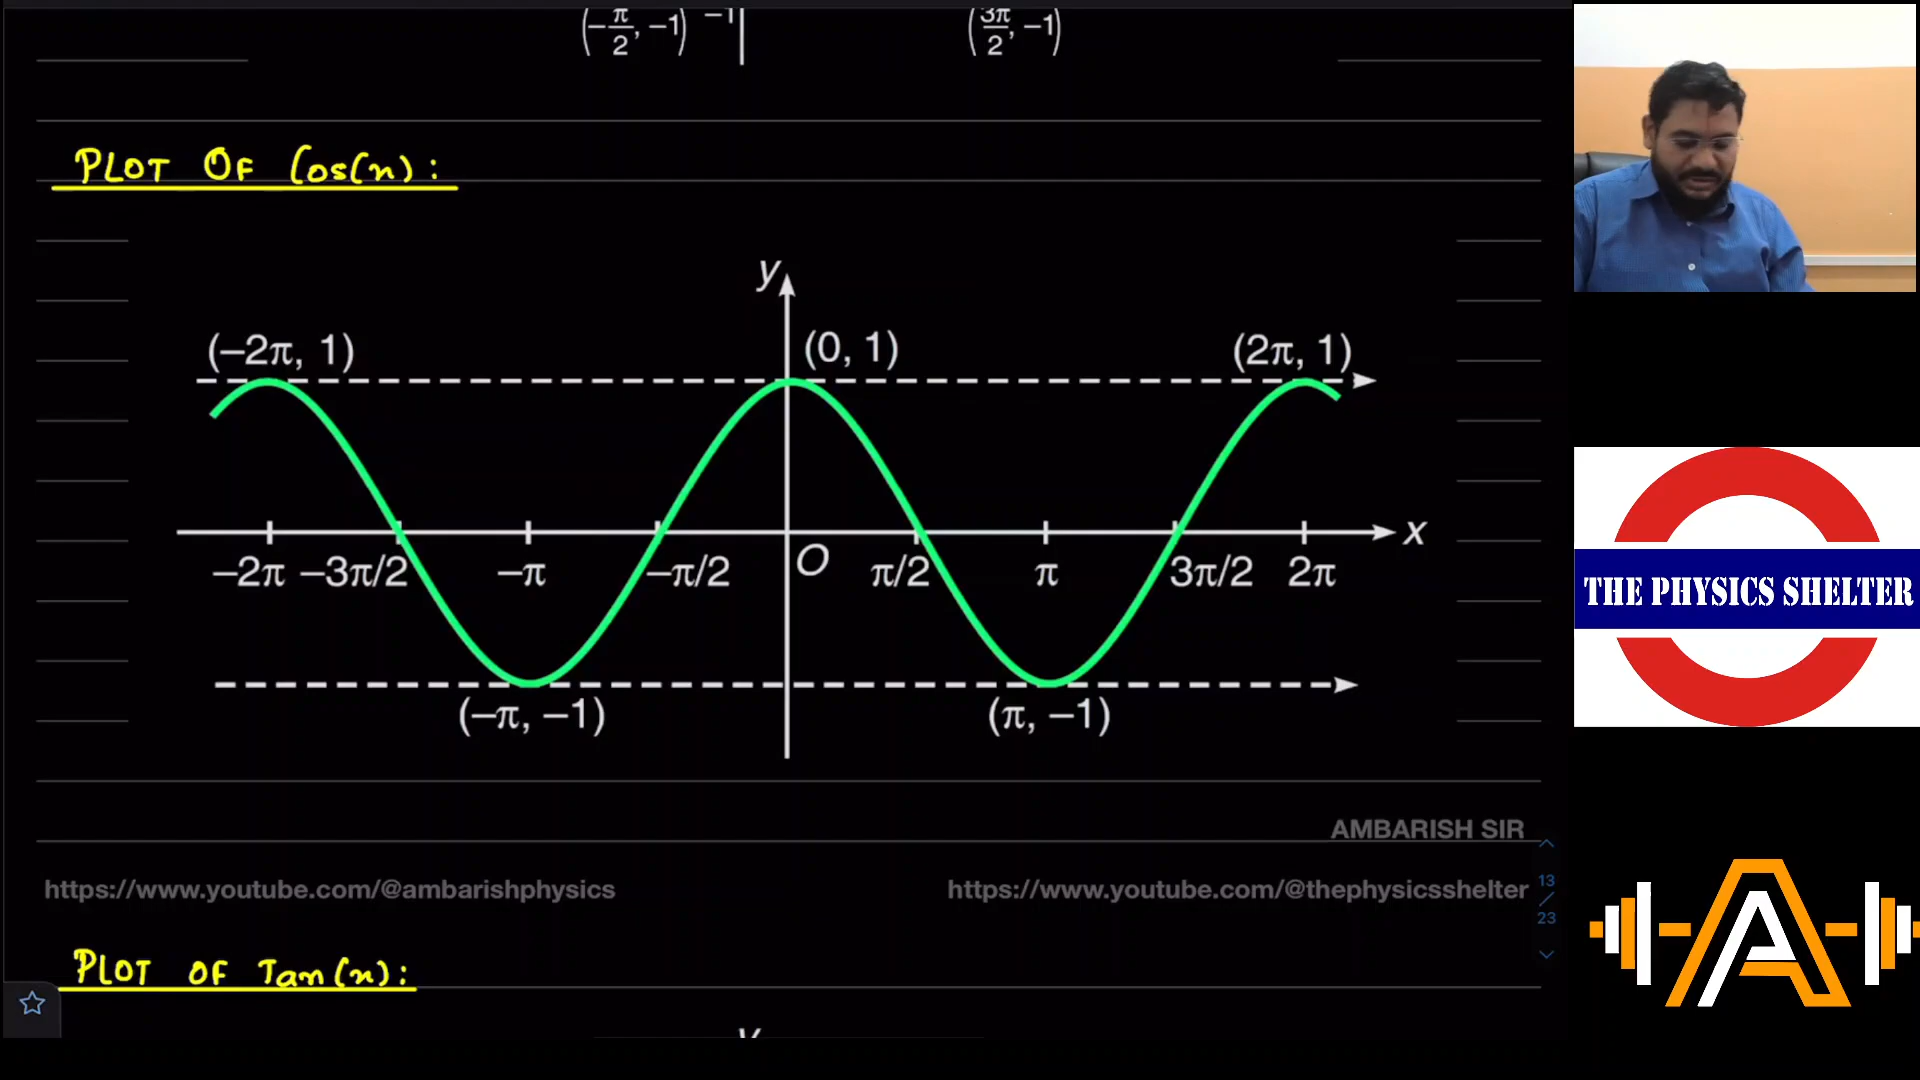 (-π/2, -1) -1 (3π/2, -1)
PLOT OF Cos(x):
y
(–2π, 1) (0, 1) (2π, 1)
x
–2π –3π/2 –π –π/2 O π/2 π 3π/2 2π
(–π, –1) (π, –1)
AMBARISH SIR
https://www.youtube.com/@ambarishphysics https://www.youtube.com/@thephysicsshelter
13
/
23
PLOT OF Tan(x):
y
THE PHYSICS SHELTER
A